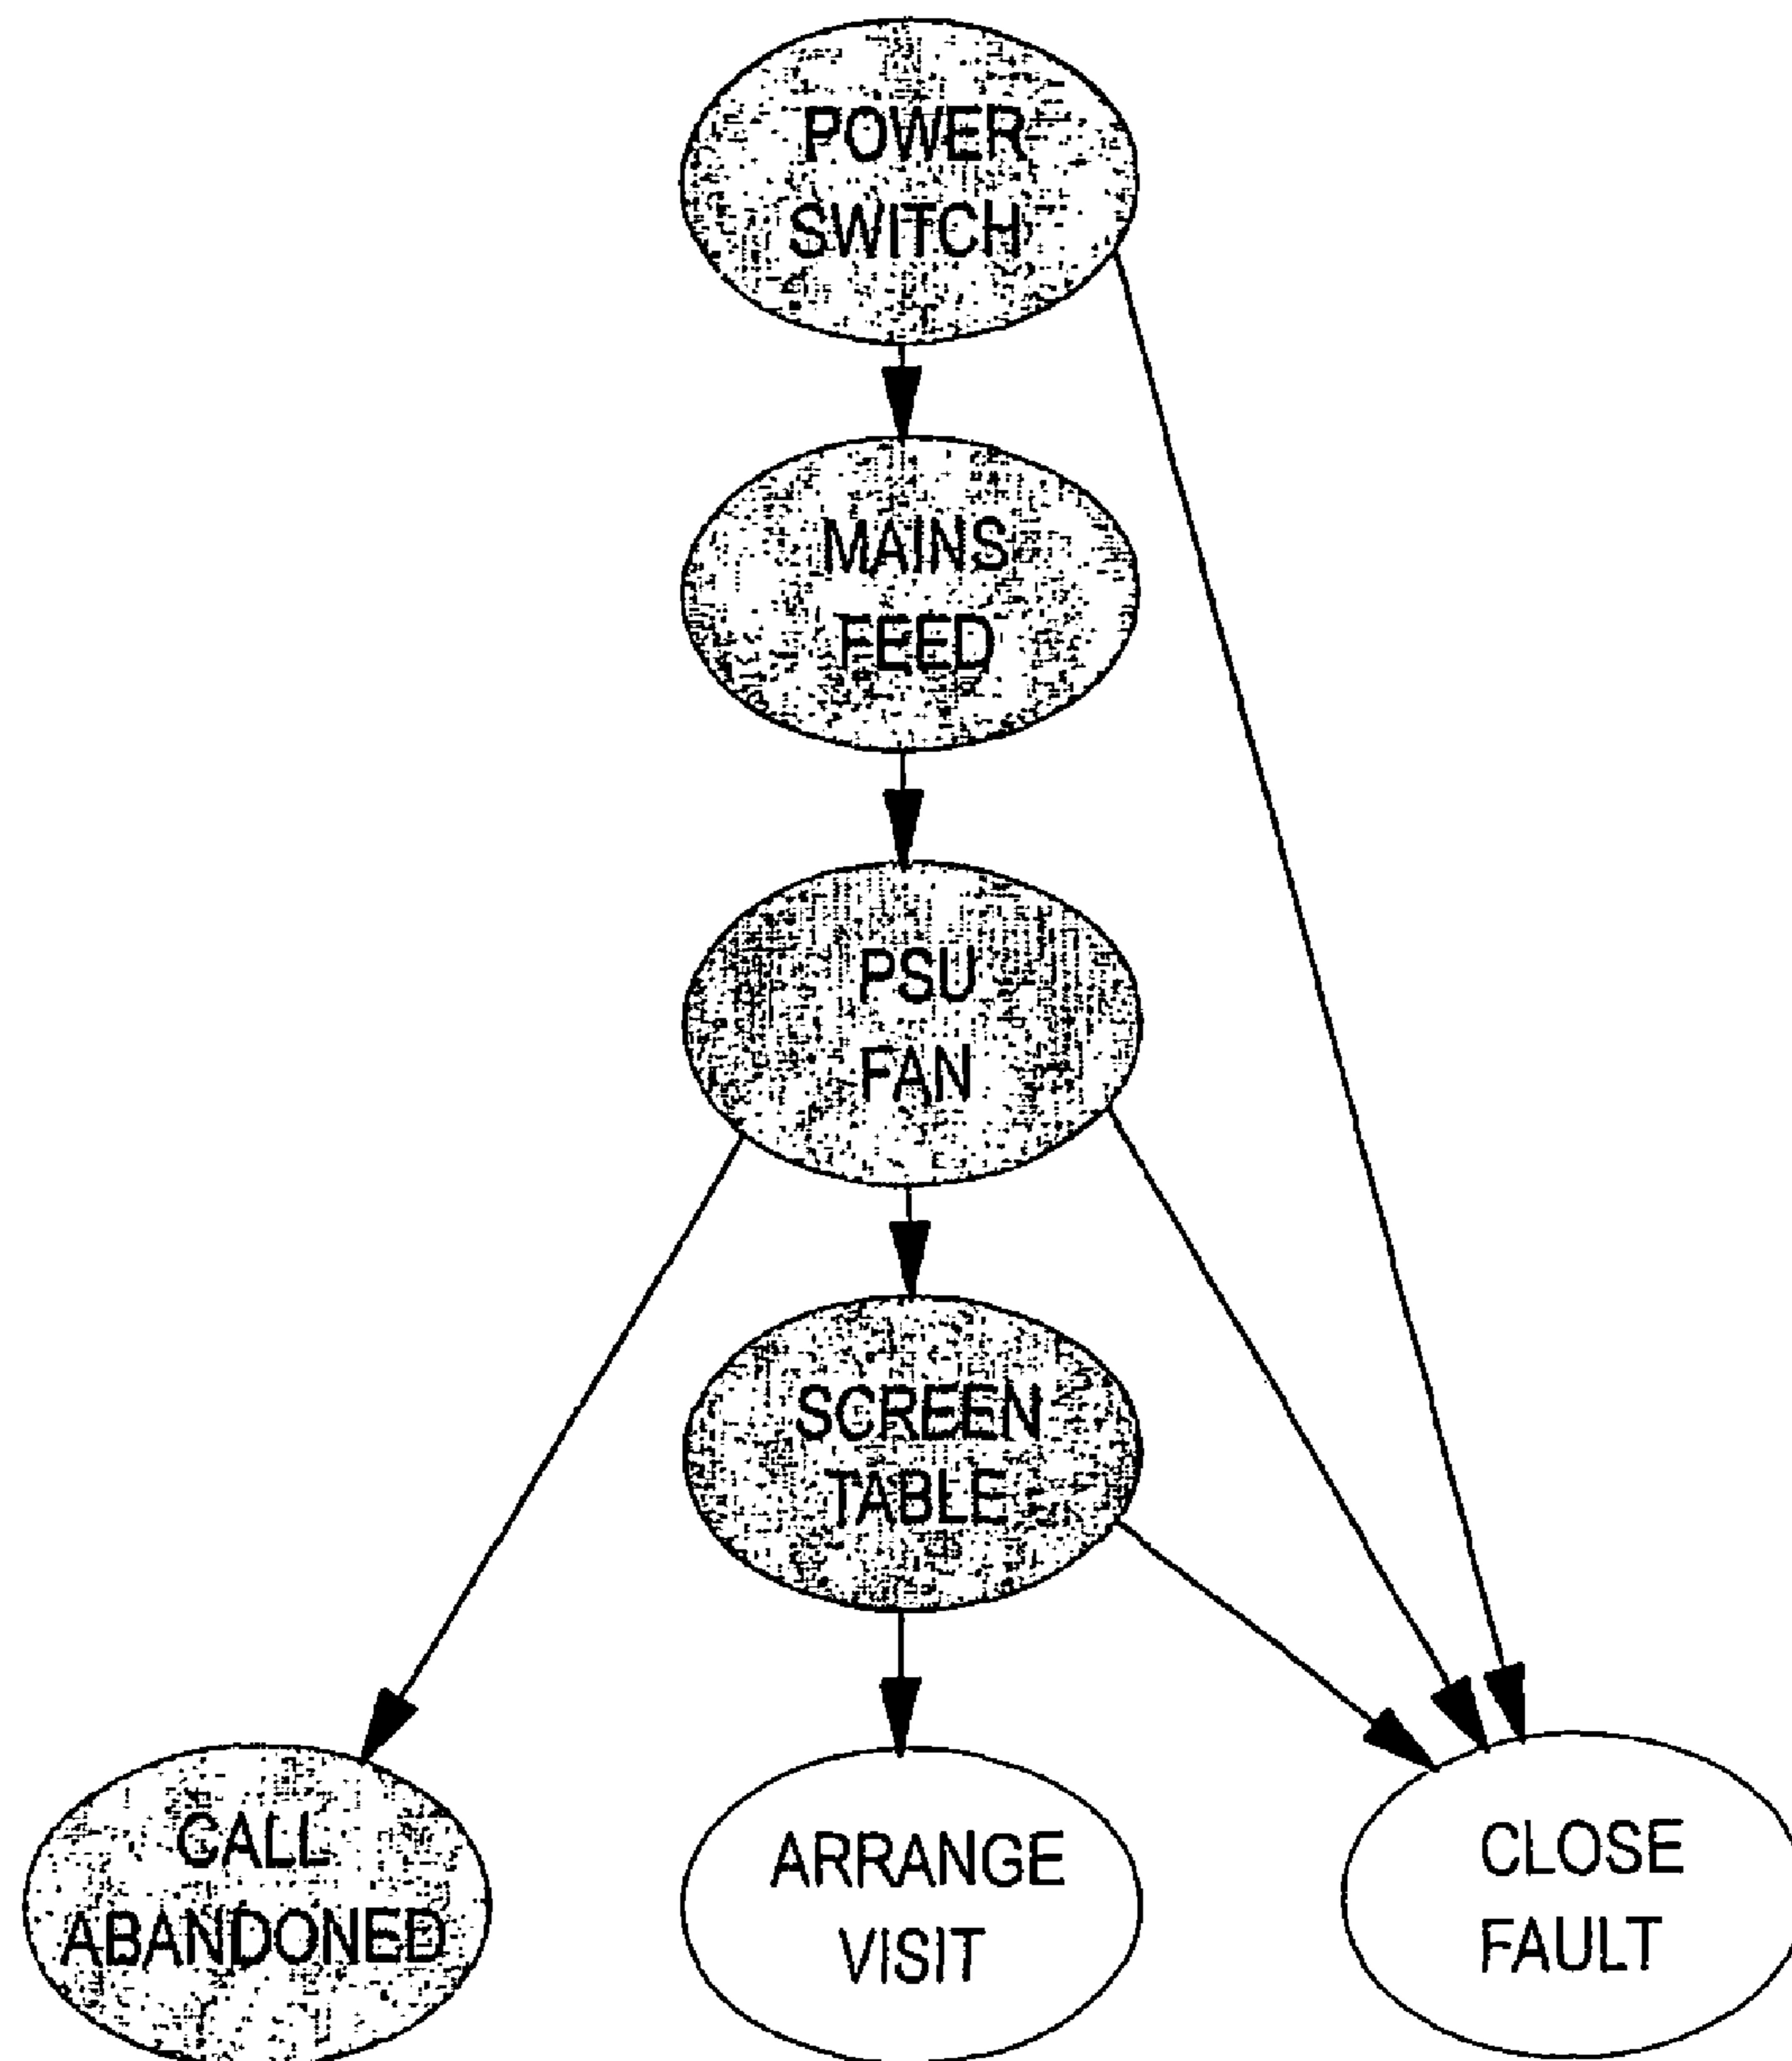 POWER
SWITCH
MAINS
FEED
PSU
FAN
SCREEN
TABLE
CALL
ABANDONED
ARRANGE
VISIT
CLOSE
FAULT